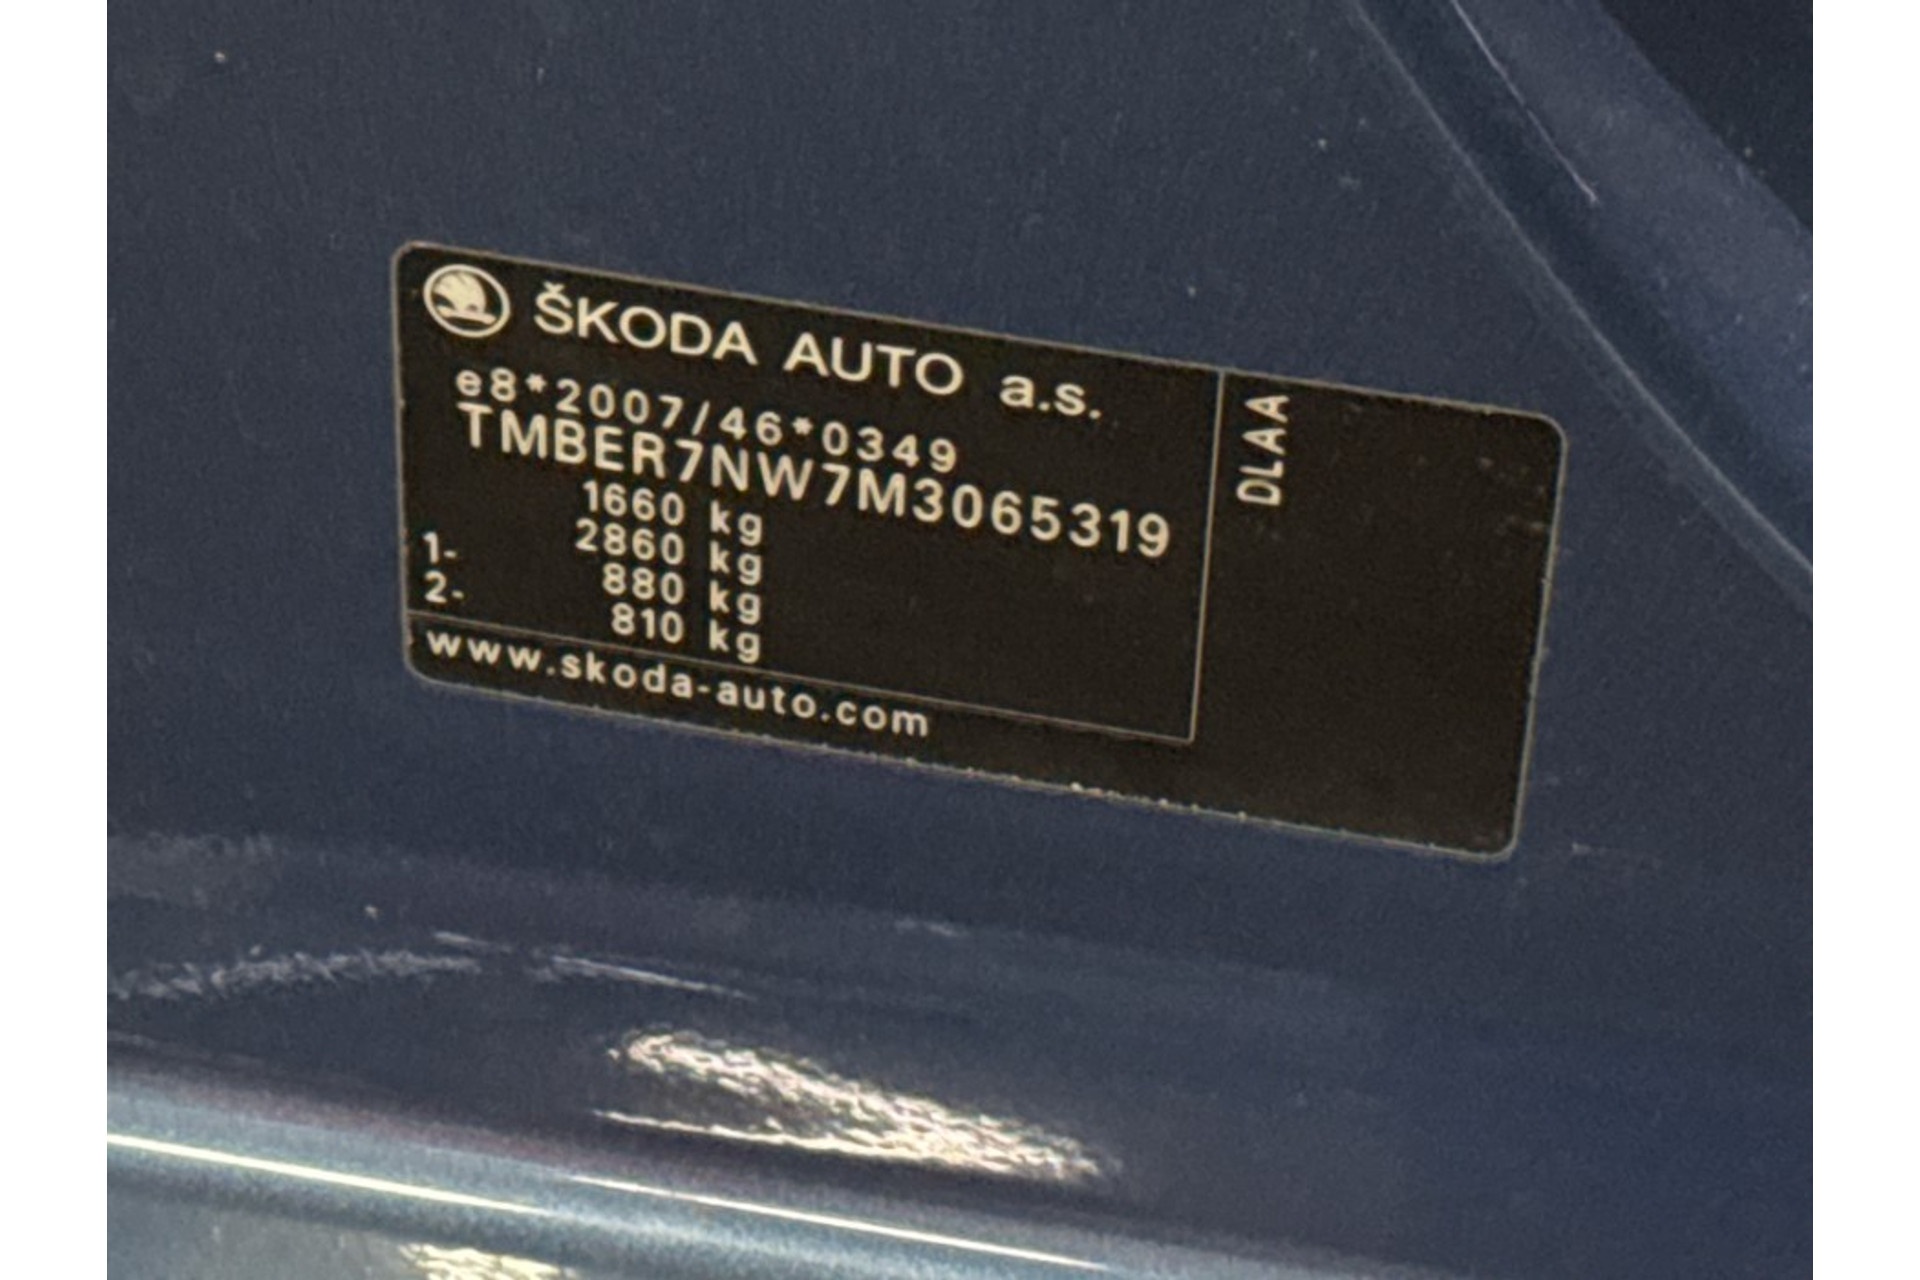 ŠKODA AUTO a.s.
e8*2007/46*0349
TMBER7NW7M3065319
1660 kg
2860 kg
1- 880 kg
2- 810 kg
www.skoda-auto.com
DLAA